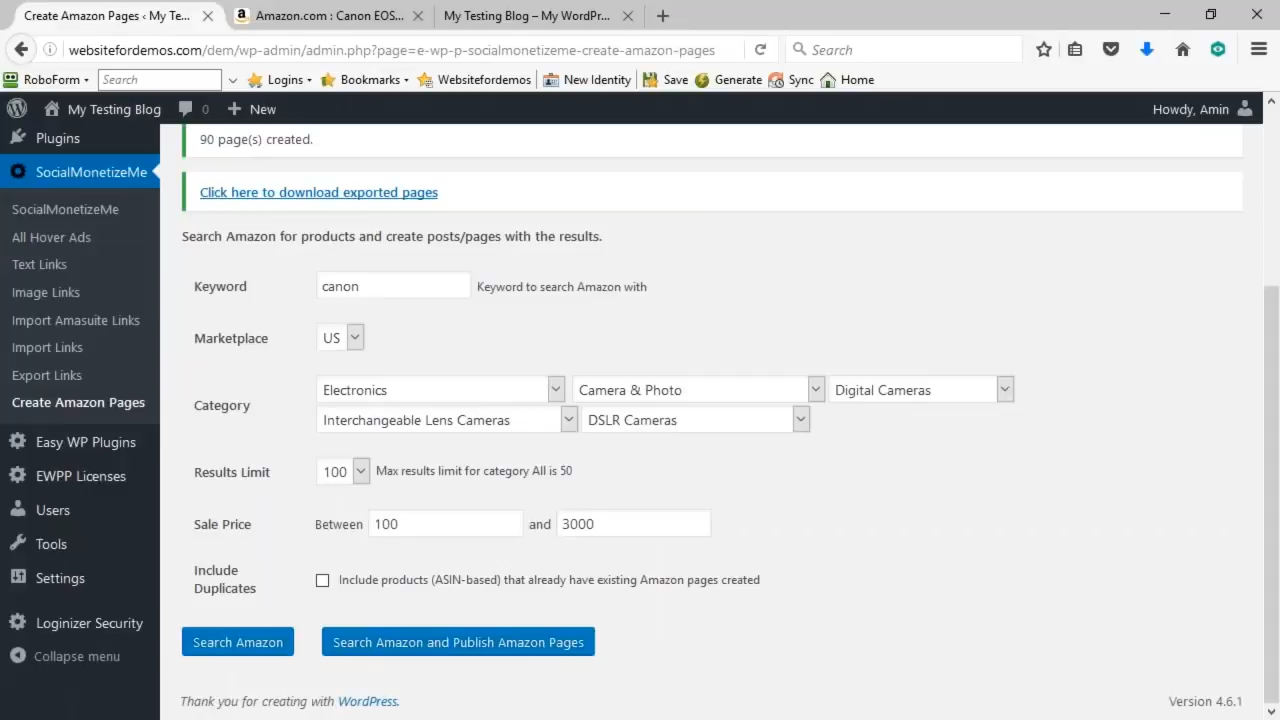 Create Amazon Pages ‹ My Te...
Amazon.com : Canon EOS...
My Testing Blog – My WordPr...
websitefordemos.com/dem/wp-admin/admin.php?page=e-wp-p-socialmonetizeme-create-amazon-pages
Search
RoboForm
Search
Logins
Bookmarks
Websitefordemos
New Identity
Save
Generate
Sync
Home
My Testing Blog
0
New
Howdy, Amin
Plugins
SocialMonetizeMe
SocialMonetizeMe
All Hover Ads
Text Links
Image Links
Import Amasuite Links
Import Links
Export Links
Create Amazon Pages
Easy WP Plugins
EWPP Licenses
Users
Tools
Settings
Loginizer Security
Collapse menu
90 page(s) created.
Click here to download exported pages
Search Amazon for products and create posts/pages with the results.
Keyword
canon
Keyword to search Amazon with
Marketplace
US
Category
Electronics
Camera & Photo
Digital Cameras
Interchangeable Lens Cameras
DSLR Cameras
Results Limit
100
Max results limit for category All is 50
Sale Price
Between
100
and
3000
Include
Duplicates
Include products (ASIN-based) that already have existing Amazon pages created
Search Amazon
Search Amazon and Publish Amazon Pages
Thank you for creating with WordPress.
Version 4.6.1